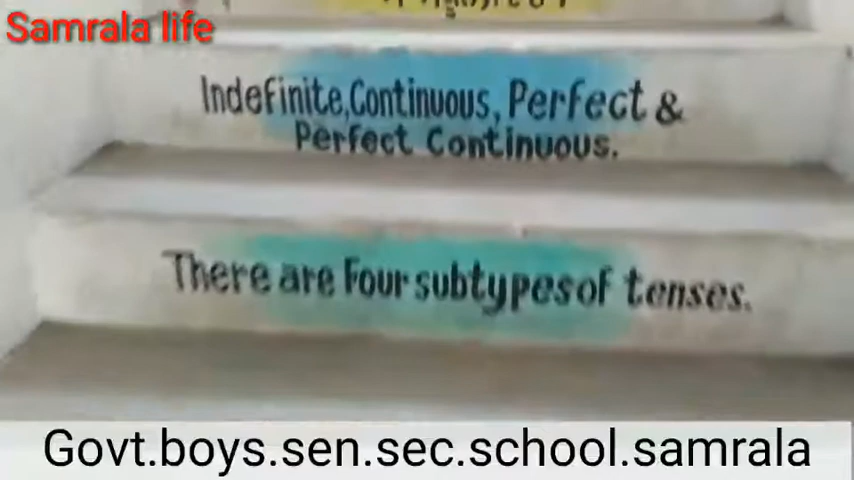 Samrala life
Indefinite,Continuous, Perfect &
Perfect Continuous.
There are Four subtypesof tenses.
Govt.boys.sen.sec.school.samrala